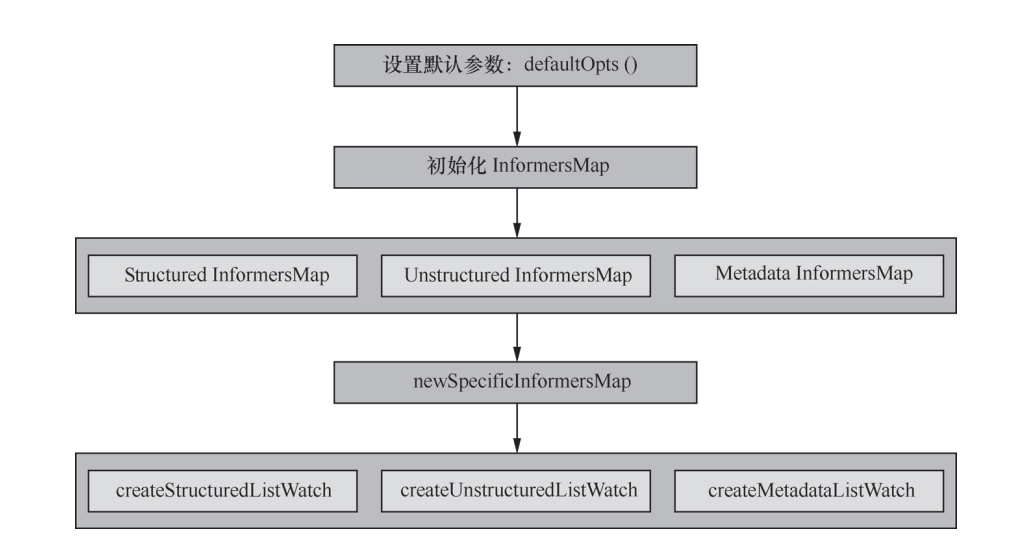 设置默认参数：defaultOpts ()
初始化 InformersMap
Structured InformersMap
Unstructured InformersMap
Metadata InformersMap
newSpecificInformersMap
createStructuredListWatch
createUnstructuredListWatch
createMetadataListWatch